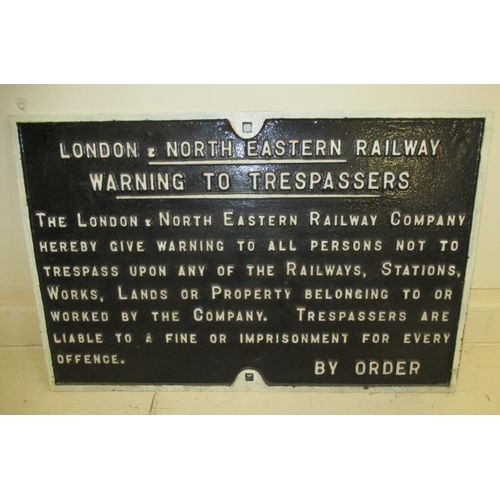 LONDON & NORTH EASTERN RAILWAY
WARNING TO TRESPASSERS
THE LONDON & NORTH EASTERN RAILWAY COMPANY
HEREBY GIVE WARNING TO ALL PERSONS NOT TO
TRESPASS UPON ANY OF THE RAILWAYS, STATIONS,
WORKS, LANDS OR PROPERTY BELONGING TO OR
WORKED BY THE COMPANY. TRESPASSERS ARE
LIABLE TO A FINE OR IMPRISONMENT FOR EVERY
OFFENCE.
BY ORDER